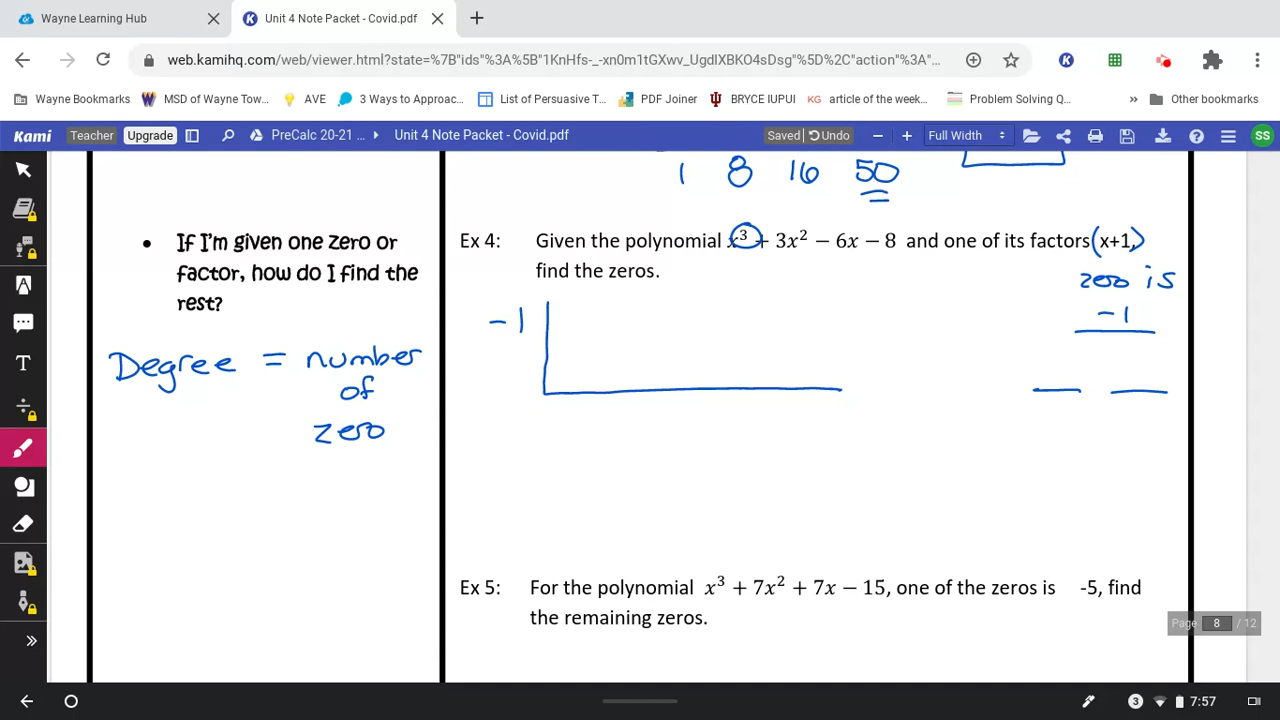 Wayne Learning Hub
Unit 4 Note Packet - Covid.pdf
web.kamihq.com/web/viewer.html?state=%7B"ids"%3A%5B"1KnHfs-_-xn0m1tGXwv_UgdIXBKO4sDsg"%5D%2C"action"%3A"...
Wayne Bookmarks
MSD of Wayne Tow...
AVE
3 Ways to Approac...
List of Persuasive T...
PDF Joiner
BRYCE IUPUI
KG article of the week...
Problem Solving Q...
»
Other bookmarks
Kami
Teacher
Upgrade
PreCalc 20-21 ...
Unit 4 Note Packet - Covid.pdf
Saved
Undo
Full Width
SS
1 8 16 50
• If I'm given one zero or
factor, how do I find the
rest?
Degree = number
of
zero
Ex 4: Given the polynomial x³ + 3x² − 6x − 8 and one of its factors (x+1,)
find the zeros.
zero is
-1
-1
Ex 5: For the polynomial x³ + 7x² + 7x − 15, one of the zeros is -5, find
the remaining zeros.
Page 8 / 12
3
7:57